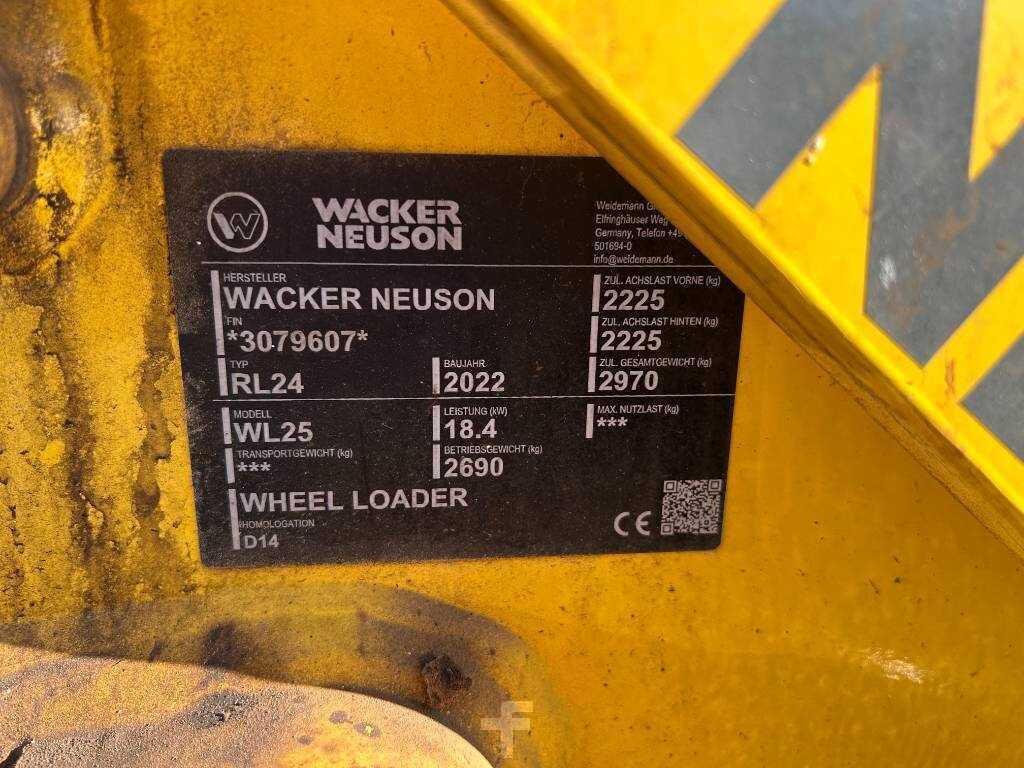 W
WACKER
NEUSON
Weidemann
Elfringhäuser Weg
Germany, Telefon +49
501694-0
info@weidemann.de
HERSTELLER
WACKER NEUSON
FIN
*3079607*
TYP
RL24
BAUJAHR
2022
ZUL. ACHSLAST VORNE (kg)
2225
ZUL. ACHSLAST HINTEN (kg)
2225
ZUL. GESAMTGEWICHT (kg)
2970
MODELL
WL25
LEISTUNG (kW)
18.4
MAX. NUTZLAST (kg)
***
TRANSPORTGEWICHT (kg)
***
BETRIEBSGEWICHT (kg)
2690
WHEEL LOADER
HOMOLOGATION
D14
CE